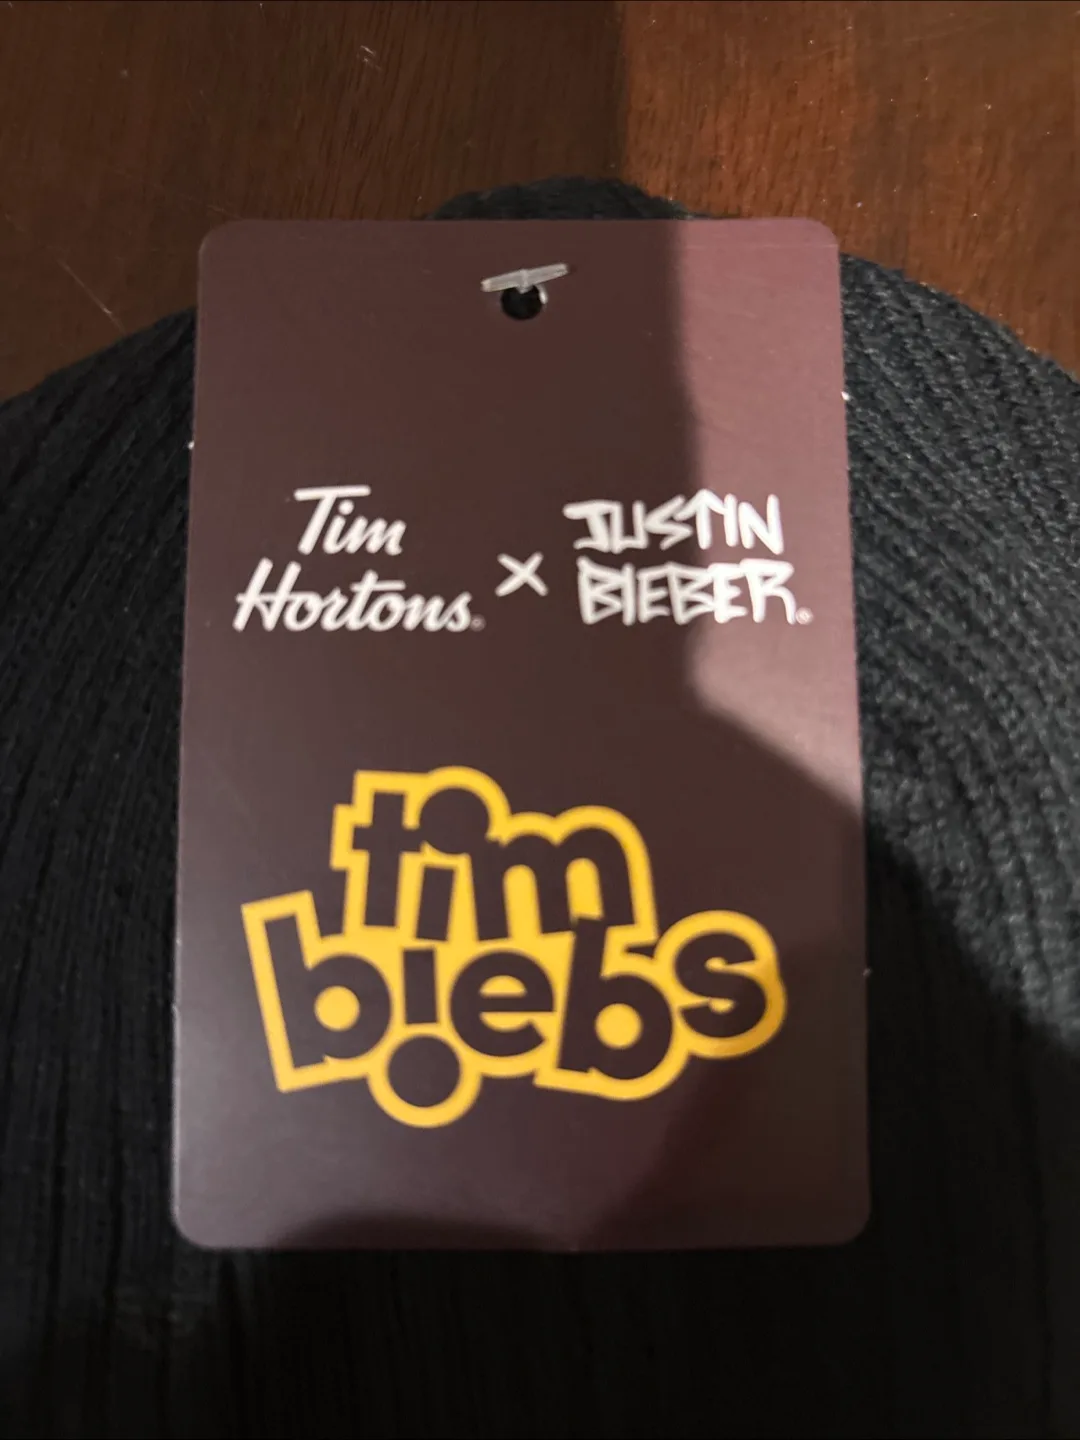 Tim
Hortons®
×
JUSTIN
BIEBER®
tim
biebs